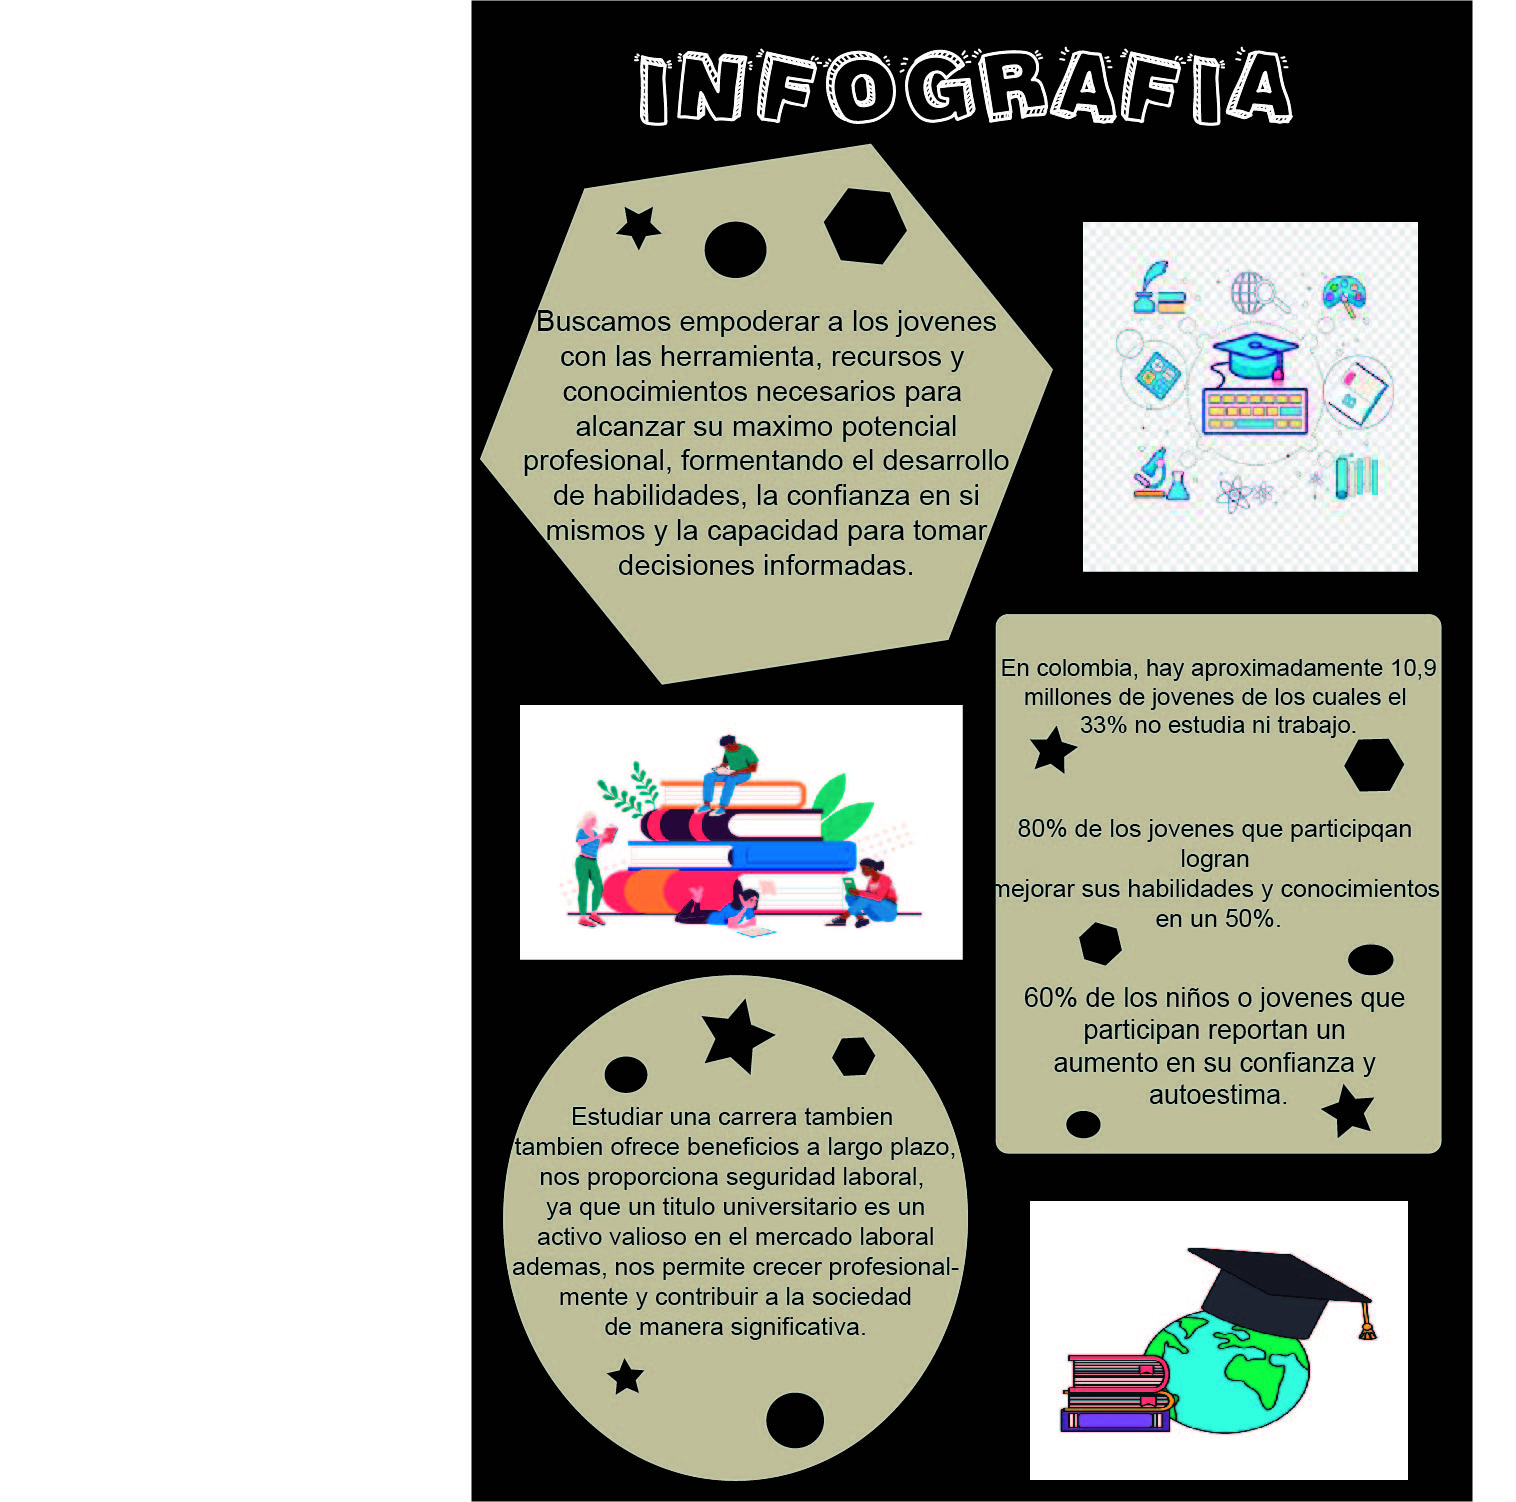 INFOGRAFIA
Buscamos empoderar a los jovenes
con las herramienta, recursos y
conocimientos necesarios para
alcanzar su maximo potencial
profesional, formentando el desarrollo
de habilidades, la confianza en si
mismos y la capacidad para tomar
decisiones informadas.
En colombia, hay aproximadamente 10,9
millones de jovenes de los cuales el
33% no estudia ni trabajo.
80% de los jovenes que participqan
logran
mejorar sus habilidades y conocimientos
en un 50%.
60% de los niños o jovenes que
participan reportan un
aumento en su confianza y
autoestima.
Estudiar una carrera tambien
tambien ofrece beneficios a largo plazo,
nos proporciona seguridad laboral,
ya que un titulo universitario es un
activo valioso en el mercado laboral
ademas, nos permite crecer profesional-
mente y contribuir a la sociedad
de manera significativa.